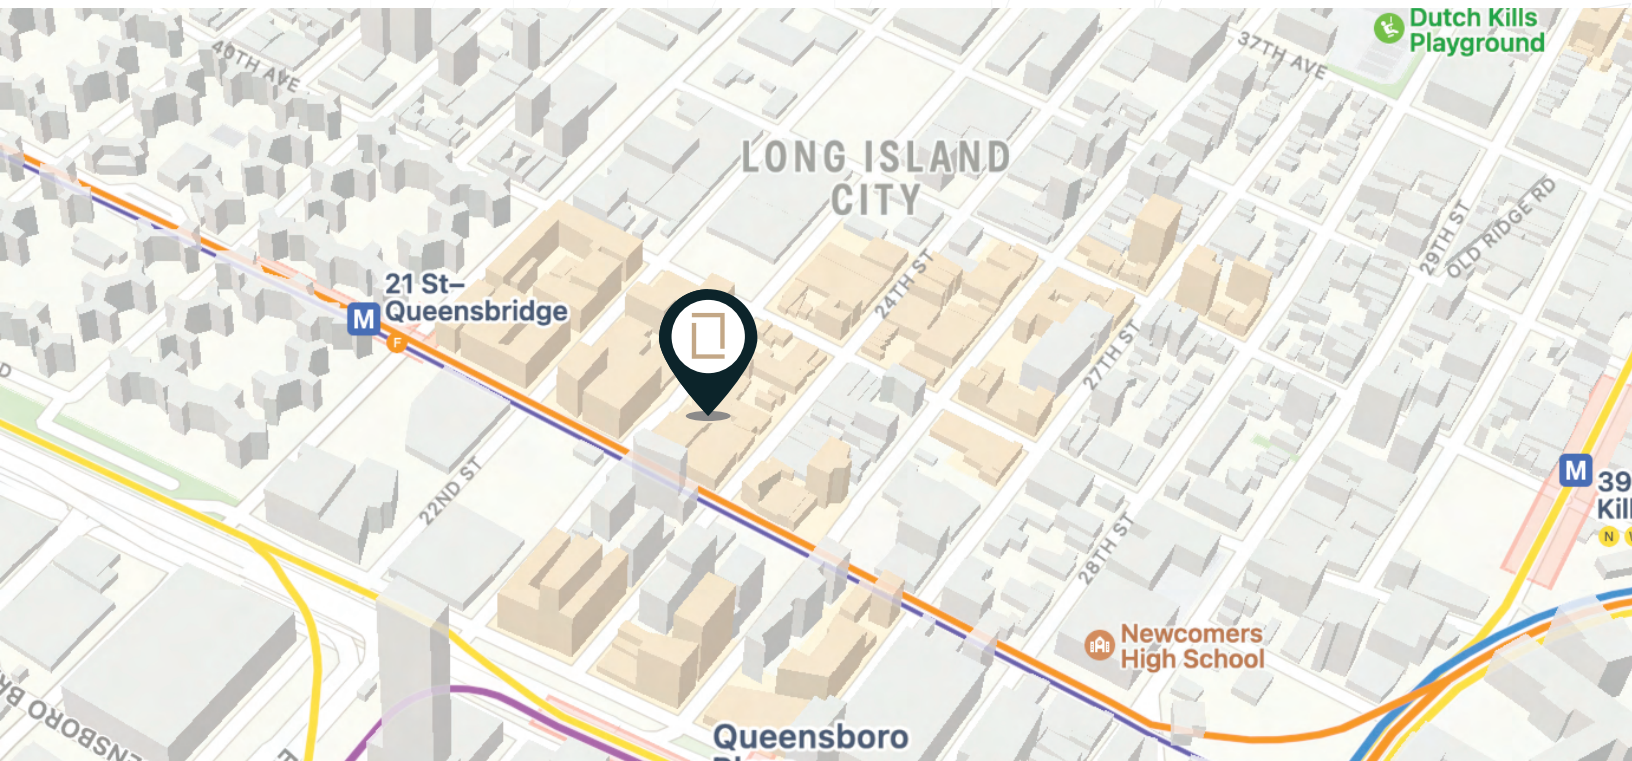 Dutch Kills
Playground
37TH AVE
40TH AVE
LONG ISLAND
CITY
29TH ST
OLD RIDGE RD
24TH ST
21 St–
Queensbridge
M
F
27TH ST
D
M
39
Kill
N
22ND ST
28TH ST
Newcomers
High School
Queensboro